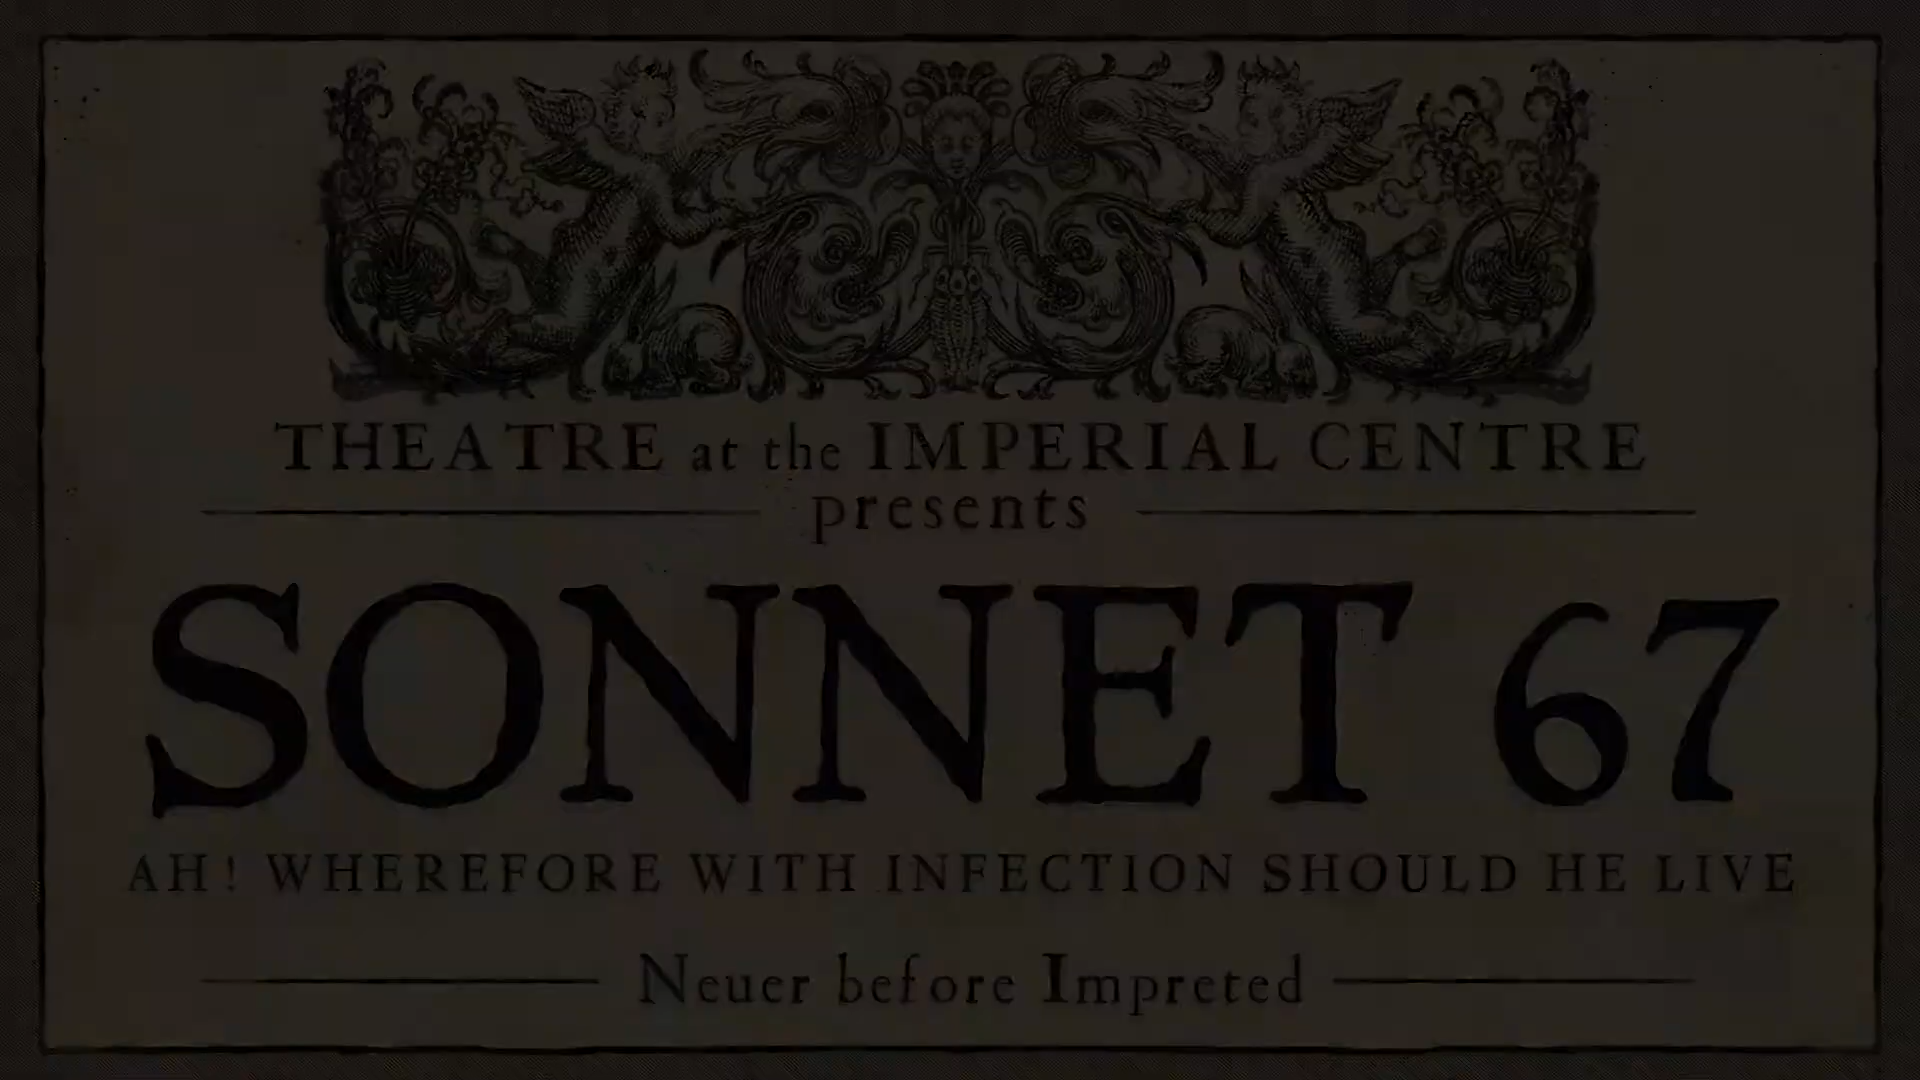 THEATRE at the IMPERIAL CENTRE
presents
SONNET 67
AH! WHEREFORE WITH INFECTION SHOULD HE LIVE
Neuer before Impreted